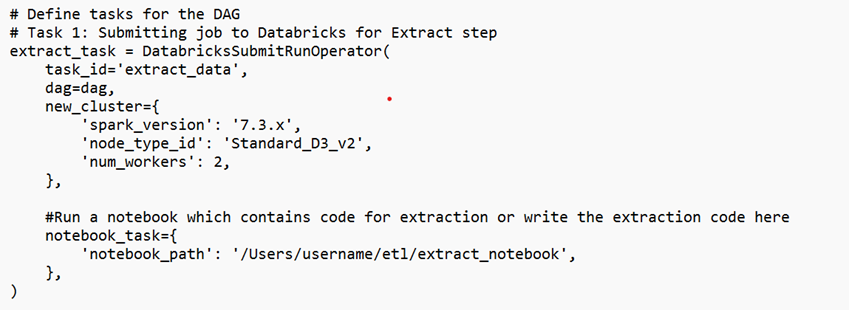 # Define tasks for the DAG
# Task 1: Submitting job to Databricks for Extract step
extract_task = DatabricksSubmitRunOperator(
    task_id='extract_data',
    dag=dag,
    new_cluster={
        'spark_version': '7.3.x',
        'node_type_id': 'Standard_D3_v2',
        'num_workers': 2,
    },

    #Run a notebook which contains code for extraction or write the extraction code here
    notebook_task={
        'notebook_path': '/Users/username/etl/extract_notebook',
    },
)